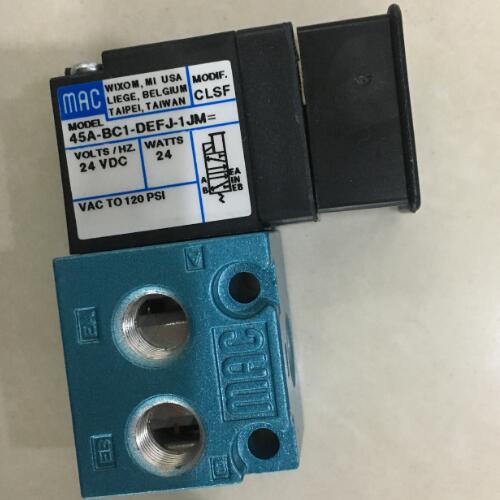 MAC
WIXOM, MI USA
LIEGE, BELGIUM
TAIPEI, TAIWAN
MODIF.
CLSF
MODEL
45A-BC1-DEFJ-1JM=
VOLTS / HZ.
24 VDC
WATTS
24
A
B
EA
IN
EB
VAC TO 120 PSI
A
EA
MAC
EB